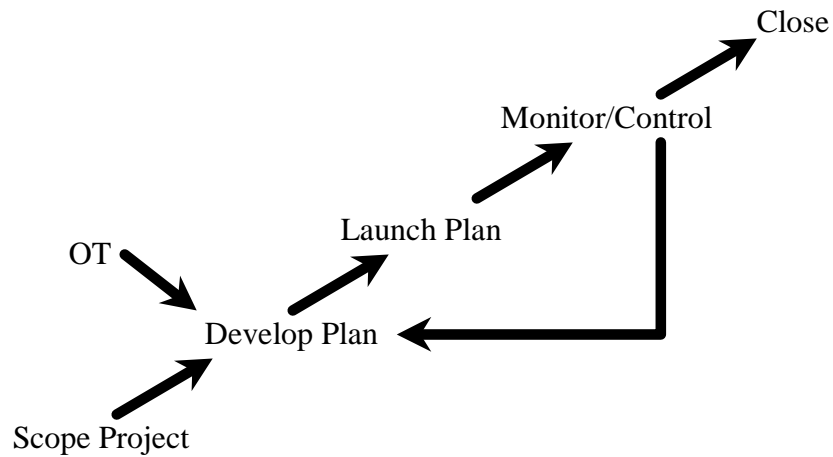 Close
Monitor/Control
Launch Plan
OT
Develop Plan
Scope Project